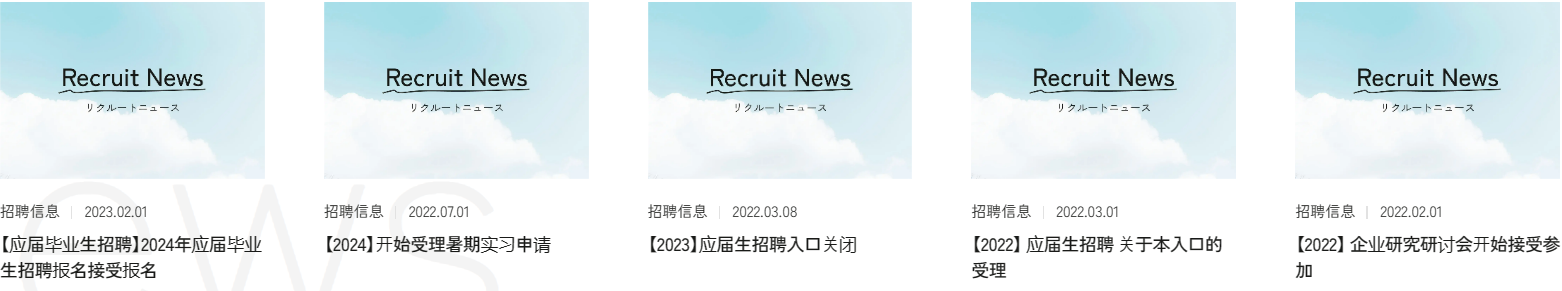 Recruit News
リクルートニュース
招聘信息 | 2023.02.01
【应届毕业生招聘】2024年应届毕业
生招聘报名接受报名
Recruit News
リクルートニュース
招聘信息 | 2022.07.01
【2024】开始受理暑期实习申请
Recruit News
リクルートニュース
招聘信息 | 2022.03.08
【2023】应届生招聘入口关闭
Recruit News
リクルートニュース
招聘信息 | 2022.03.01
【2022】 应届生招聘 关于本入口的
受理
Recruit News
リクルートニュース
招聘信息 | 2022.02.01
【2022】 企业研究研讨会开始接受参
加
ews